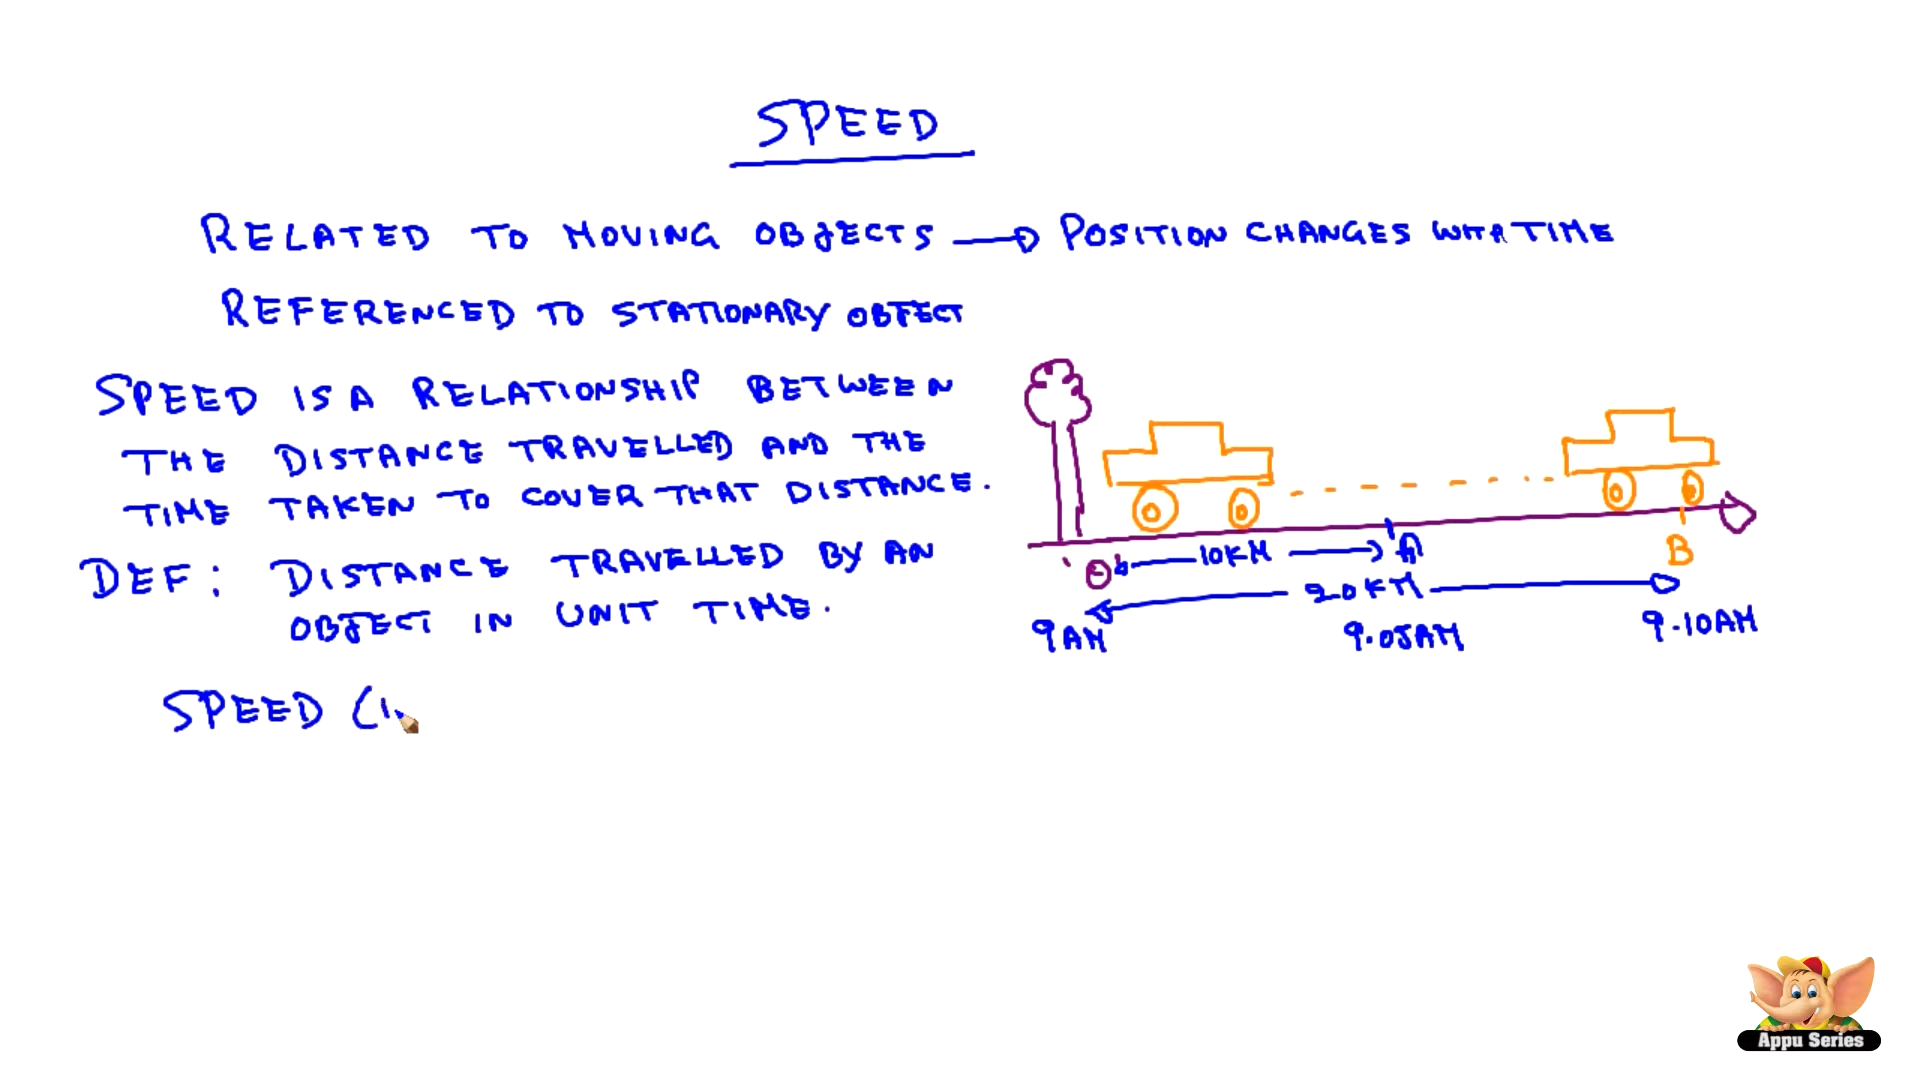 SPEED
RELATED TO MOVING OBJECTS → POSITION CHANGES WITH TIME
REFERENCED TO STATIONARY OBJECT
SPEED IS A RELATIONSHIP BETWEEN
THE DISTANCE TRAVELLED AND THE
TIME TAKEN TO COVER THAT DISTANCE.
DEF: DISTANCE TRAVELLED BY AN
OBJECT IN UNIT TIME.
SPEED (
10KM A B
O 20KM
9AM 9.05AM 9.10AM
Appu Series